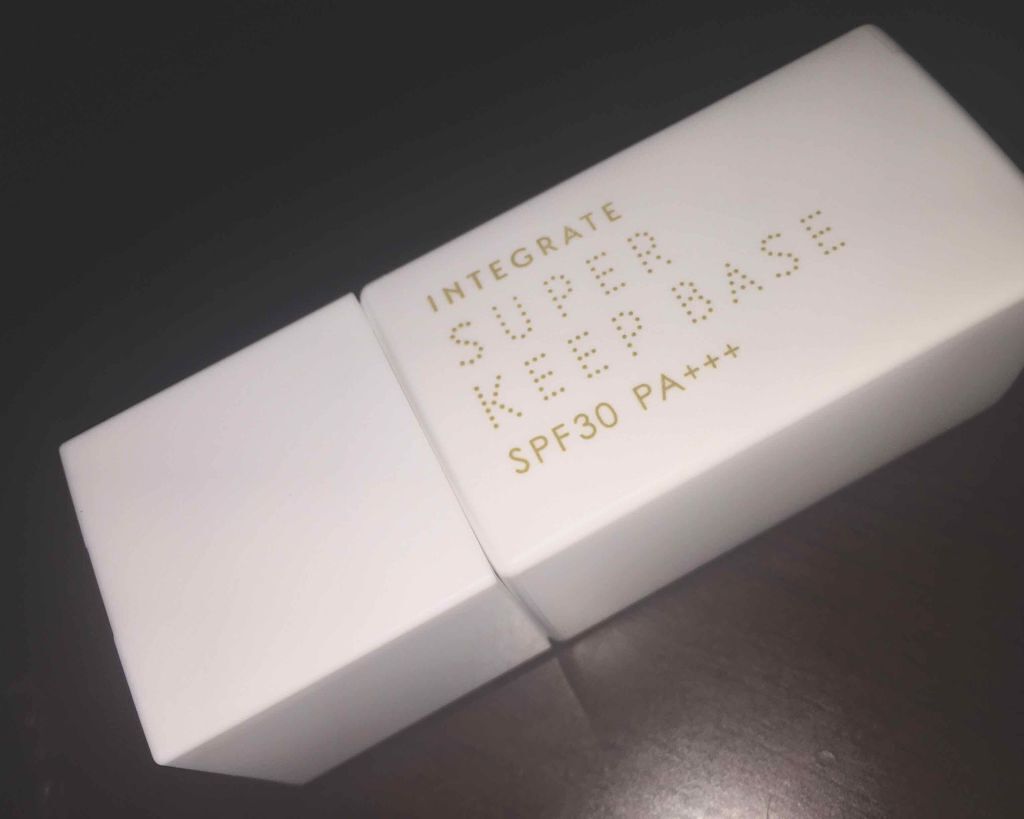 INTEGRATE
SUPER
KEEP BASE
SPF30 PA+++